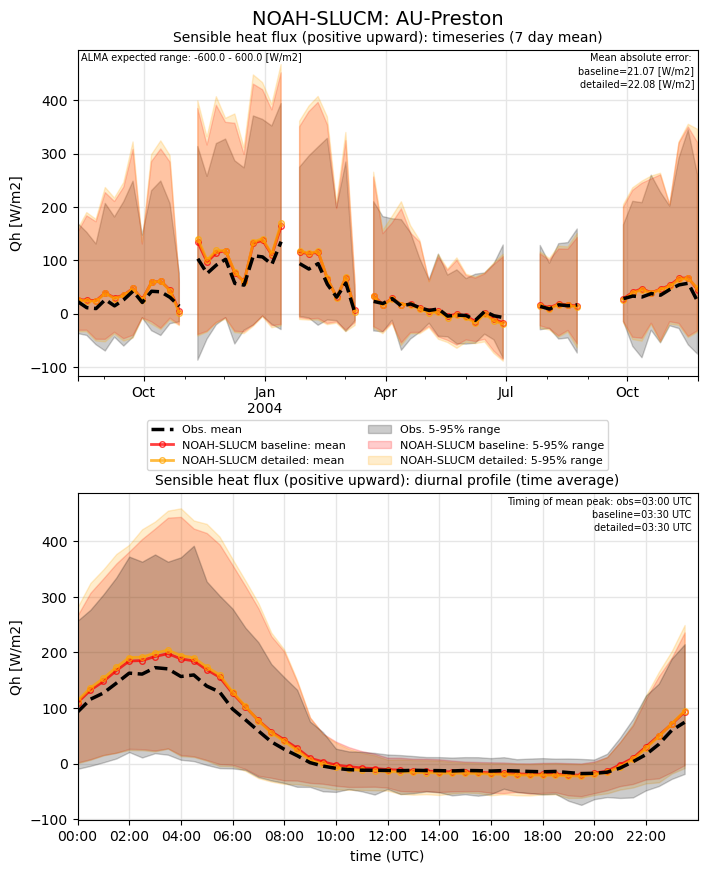 NOAH-SLUCM: AU-Preston
Sensible heat flux (positive upward): timeseries (7 day mean)
ALMA expected range: -600.0 - 600.0 [W/m2]
Mean absolute error:
baseline=21.07 [W/m2]
detailed=22.08 [W/m2]
400
300
200
100
0
−100
Qh [W/m2]
Oct
Jan
2004
Apr
Jul
Oct
Obs. mean
NOAH-SLUCM baseline: mean
NOAH-SLUCM detailed: mean
Obs. 5-95% range
NOAH-SLUCM baseline: 5-95% range
NOAH-SLUCM detailed: 5-95% range
Sensible heat flux (positive upward): diurnal profile (time average)
Timing of mean peak: obs=03:00 UTC
baseline=03:30 UTC
detailed=03:30 UTC
400
300
200
100
0
−100
Qh [W/m2]
00:00 02:00 04:00 06:00 08:00 10:00 12:00 14:00 16:00 18:00 20:00 22:00
time (UTC)